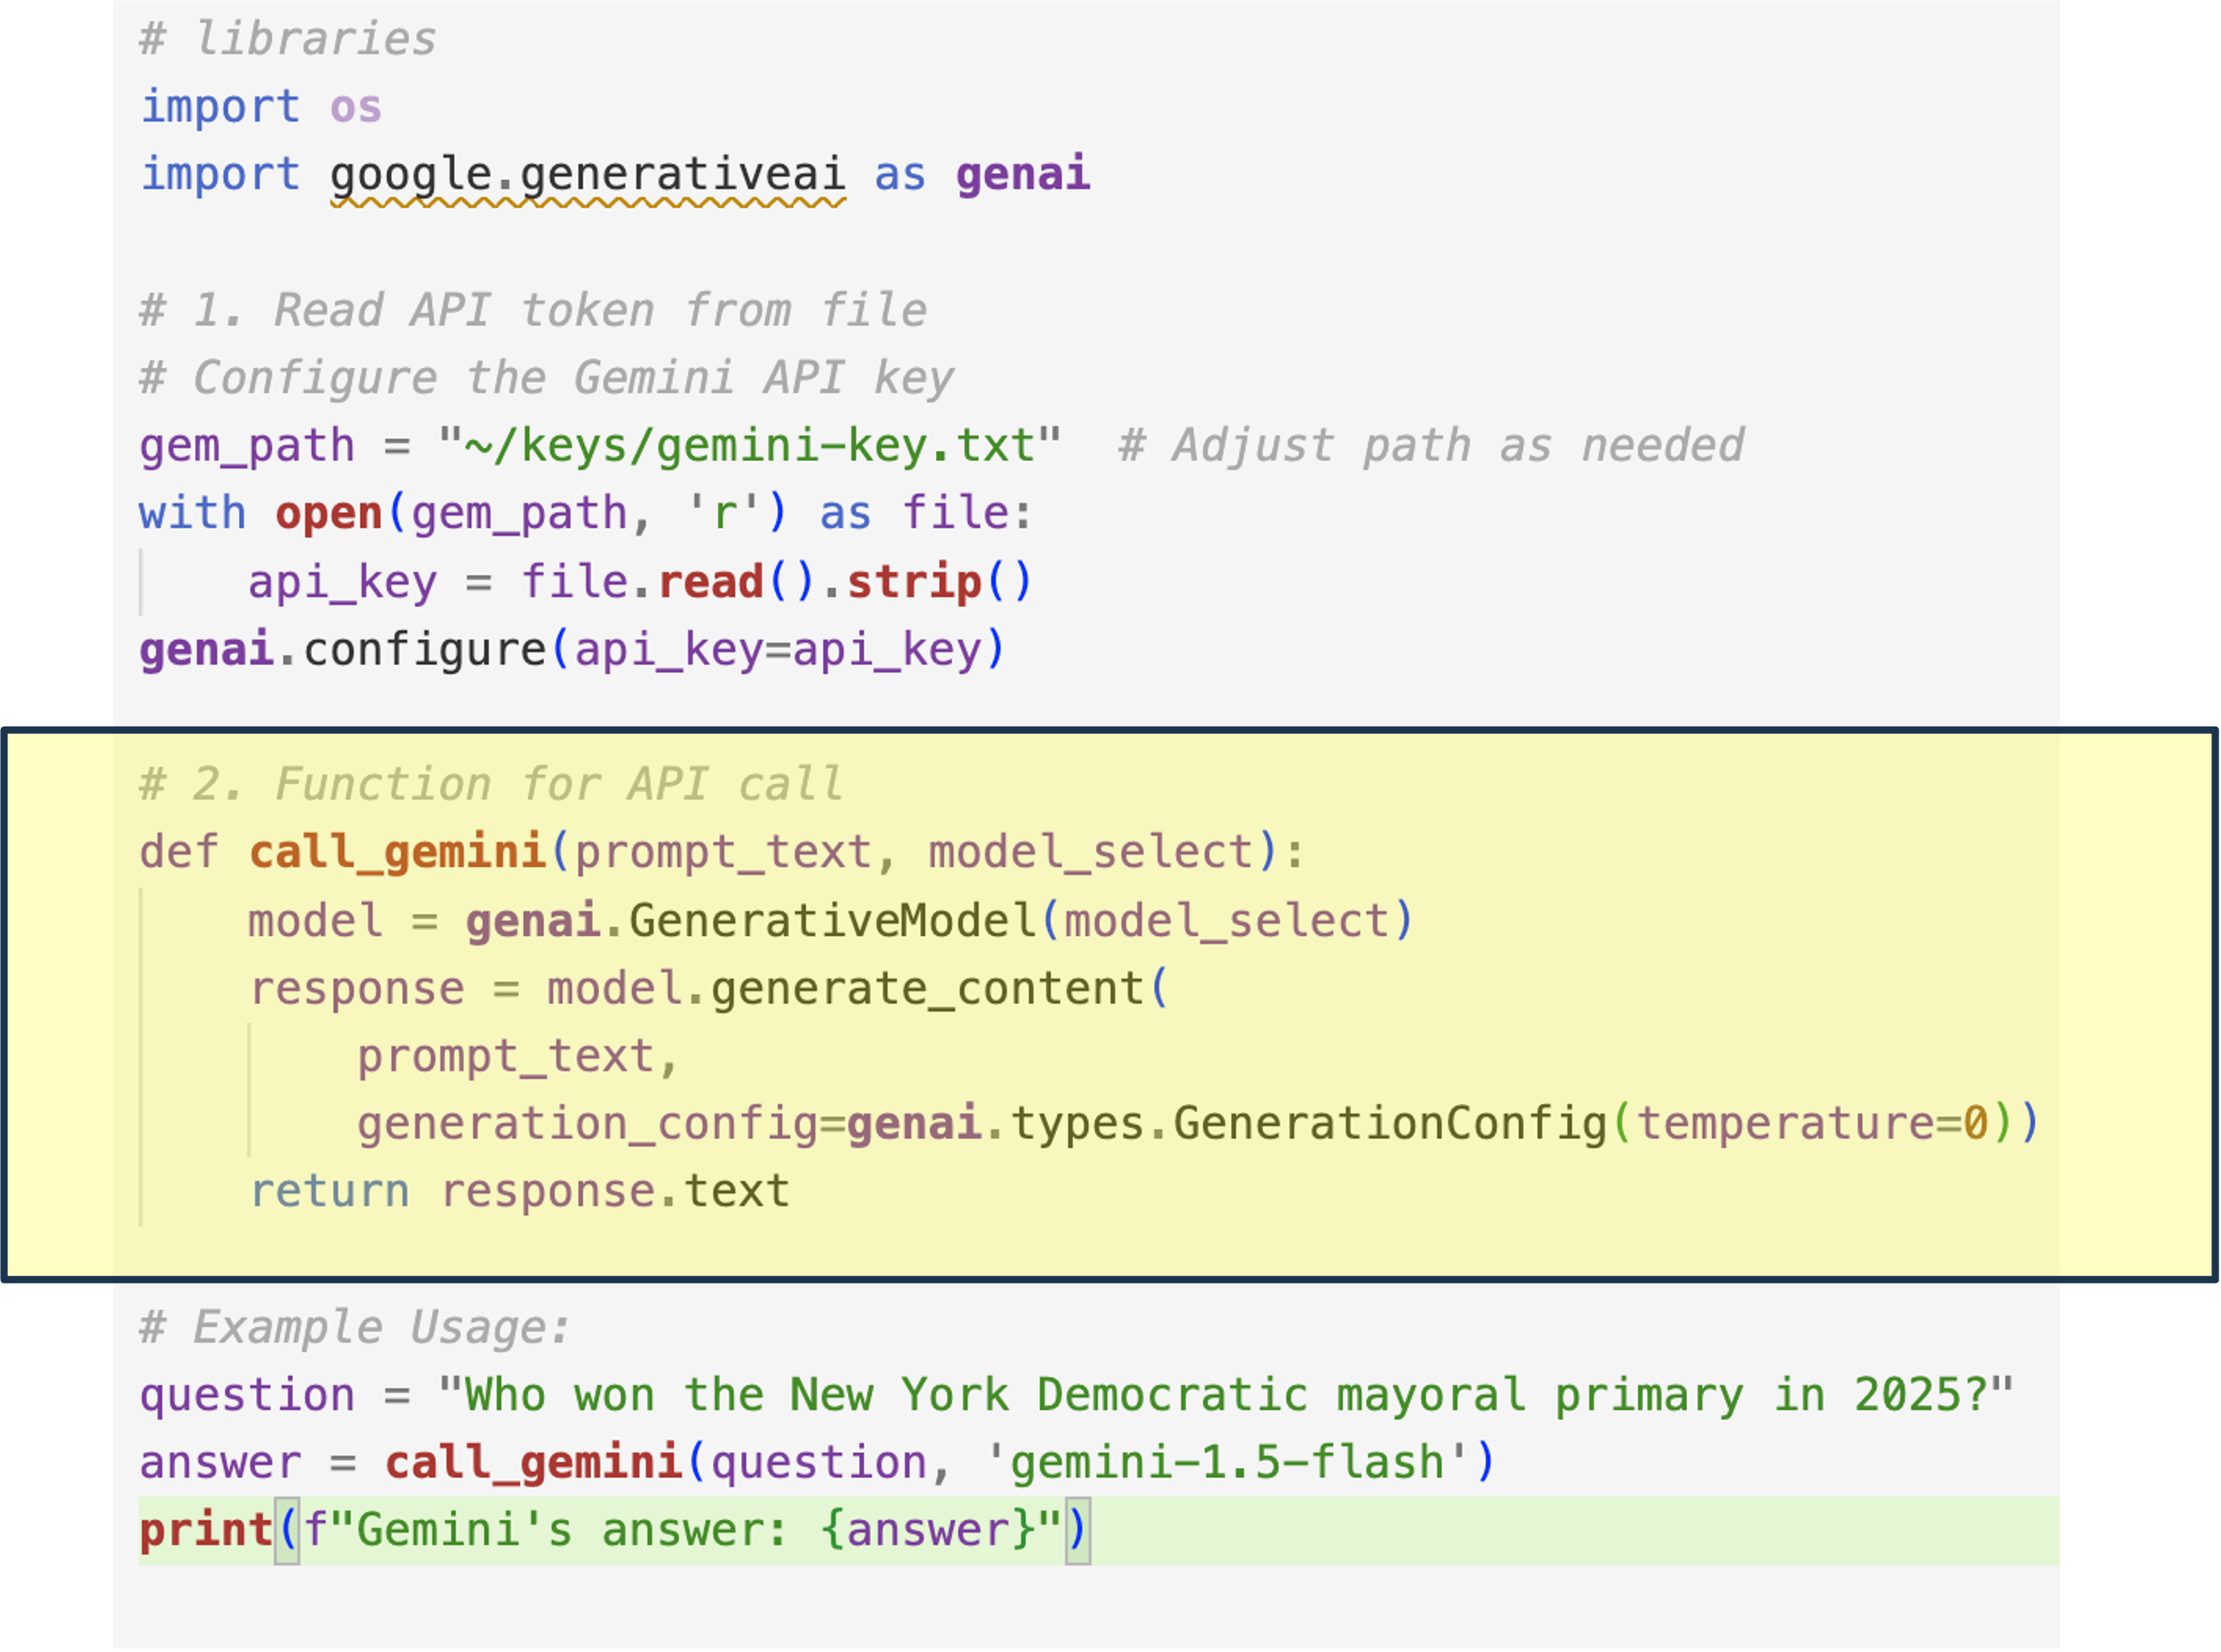 # libraries
import os
import google.generativeai as genai
# 1. Read API token from file
# Configure the Gemini API key
gem_path = "~/keys/gemini-key.txt"  # Adjust path as needed
with open(gem_path, 'r') as file:
    api_key = file.read().strip()
genai.configure(api_key=api_key)
# 2. Function for API call
def call_gemini(prompt_text, model_select):
    model = genai.GenerativeModel(model_select)
    response = model.generate_content(
        prompt_text,
        generation_config=genai.types.GenerationConfig(temperature=0))
    return response.text
# Example Usage:
question = "Who won the New York Democratic mayoral primary in 2025?"
answer = call_gemini(question, 'gemini-1.5-flash')
print(f"Gemini's answer: {answer}")